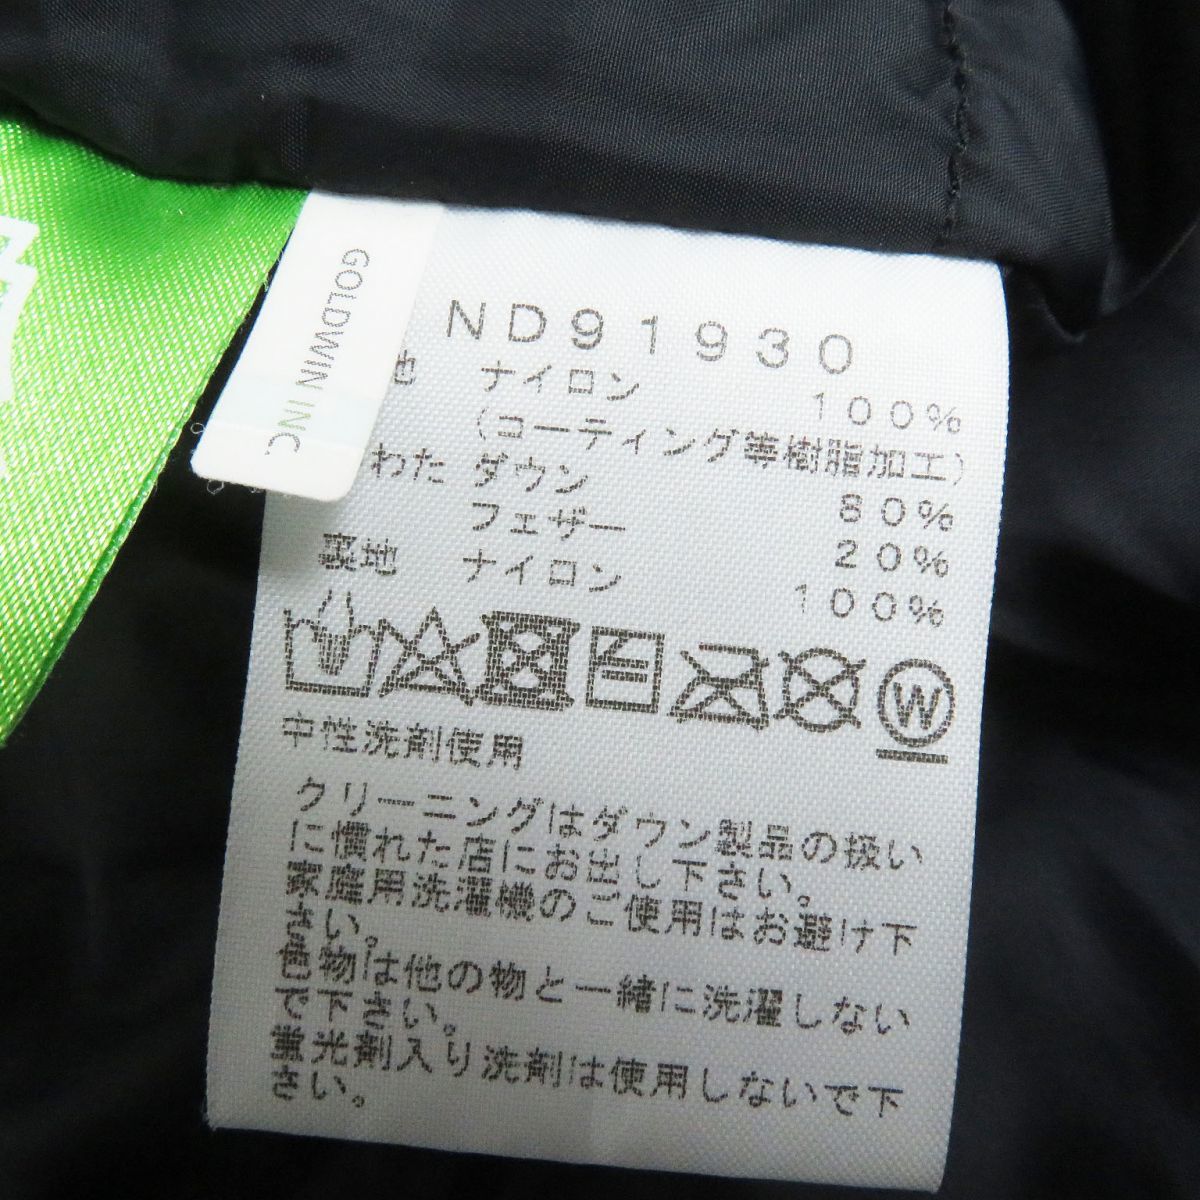 GOLDWIN INC.
ND91930
地 ナイロン 100%
(コーティング等樹脂加工)
わた ダウン 80%
フェザー 20%
裏地 ナイロン 100%
W
中性洗剤使用
クリーニングはダウン製品の扱い
に慣れた店にお出し下さい。
家庭用洗濯機のご使用はお避け下
さい。
色物は他の物と一緒に洗濯しない
で下さい。
蛍光剤入り洗剤は使用しないで下
さい。